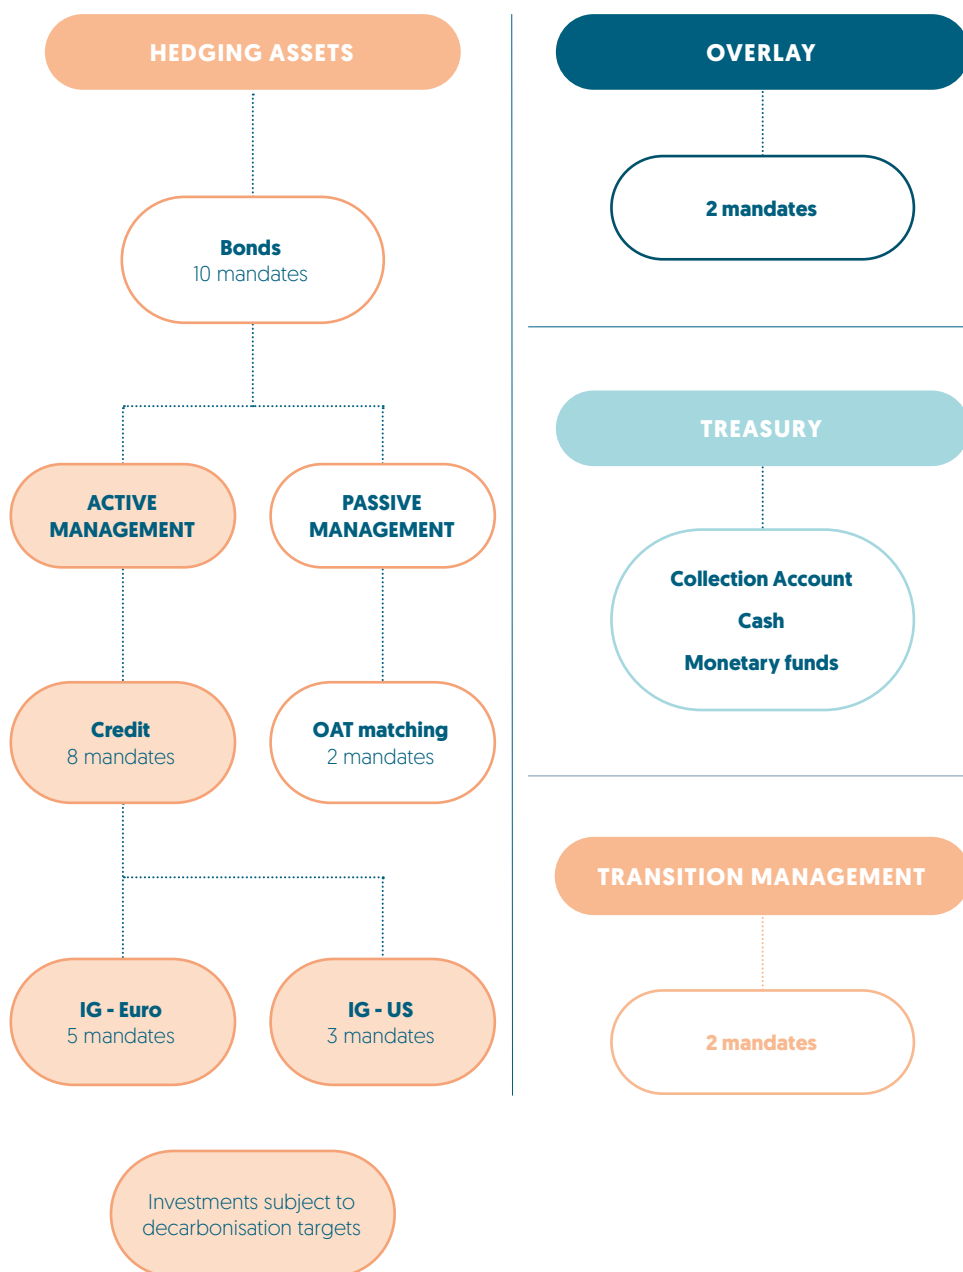 HEDGING ASSETS
Bonds
10 mandates
ACTIVE
MANAGEMENT
PASSIVE
MANAGEMENT
Credit
8 mandates
OAT matching
2 mandates
IG - Euro
5 mandates
IG - US
3 mandates
Investments subject to
decarbonisation targets
OVERLAY
2 mandates
TREASURY
Collection Account
Cash
Monetary funds
TRANSITION MANAGEMENT
2 mandates